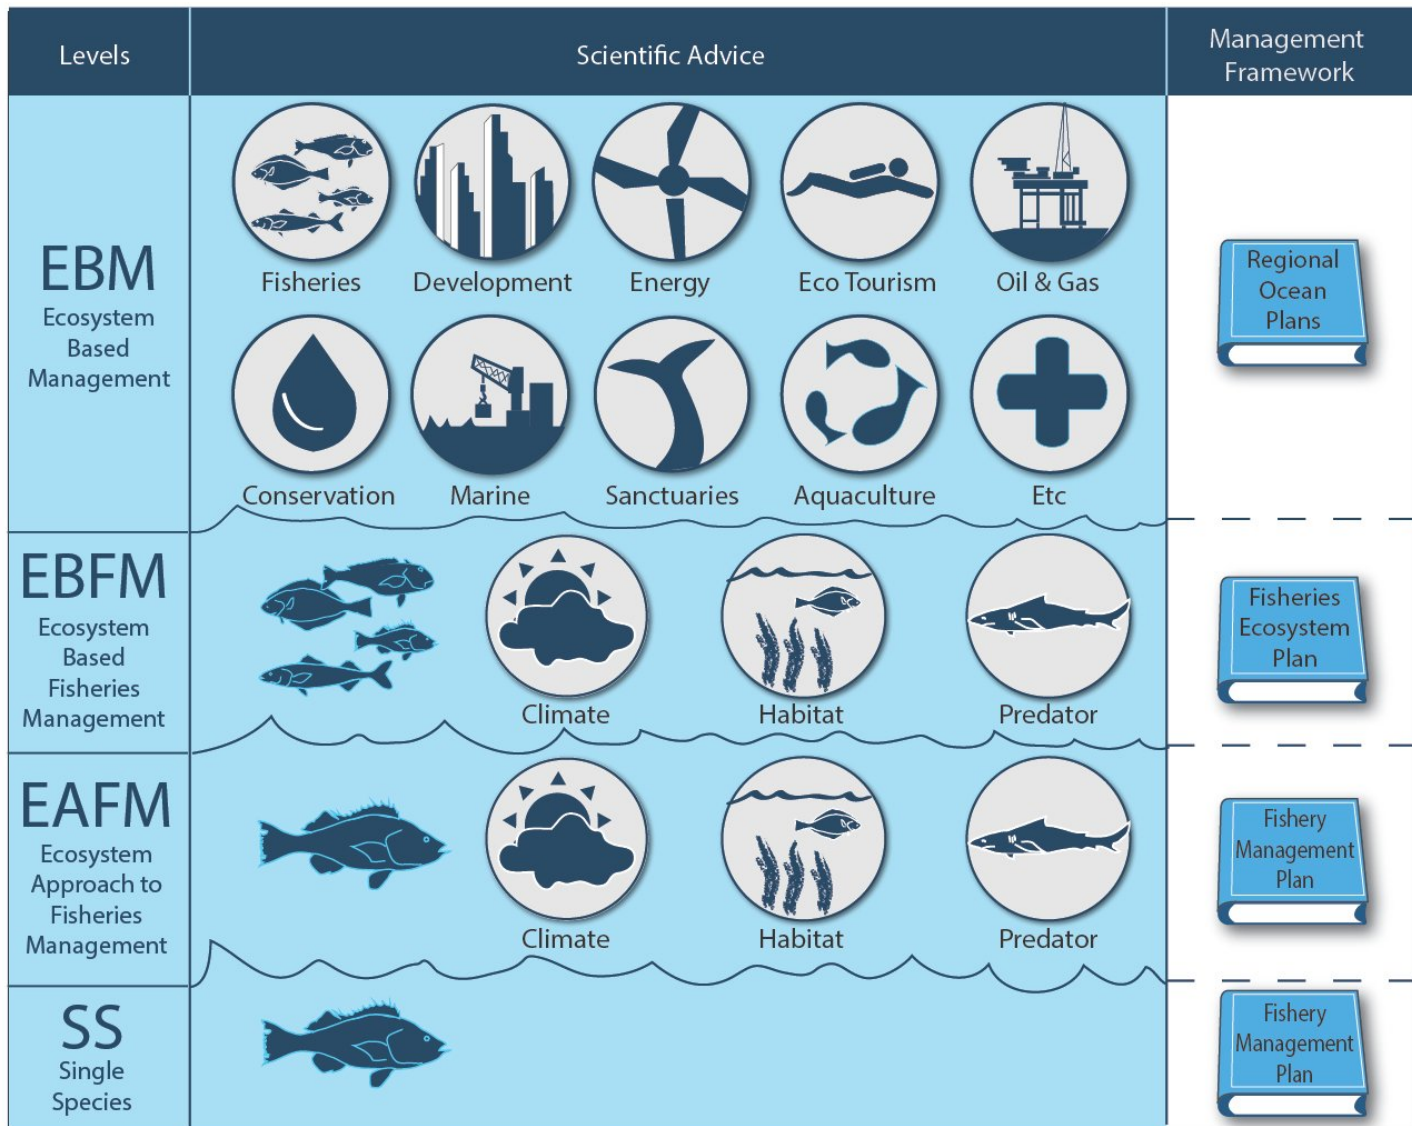 Levels
Scientific Advice
Management
Framework
EBM
Ecosystem
Based
Management
Fisheries
Development
Energy
Eco Tourism
Oil & Gas
Conservation
Marine
Sanctuaries
Aquaculture
Etc
Regional
Ocean
Plans
EBFM
Ecosystem
Based
Fisheries
Management
Climate
Habitat
Predator
Fisheries
Ecosystem
Plan
EAFM
Ecosystem
Approach to
Fisheries
Management
Climate
Habitat
Predator
Fishery
Management
Plan
SS
Single
Species
Fishery
Management
Plan